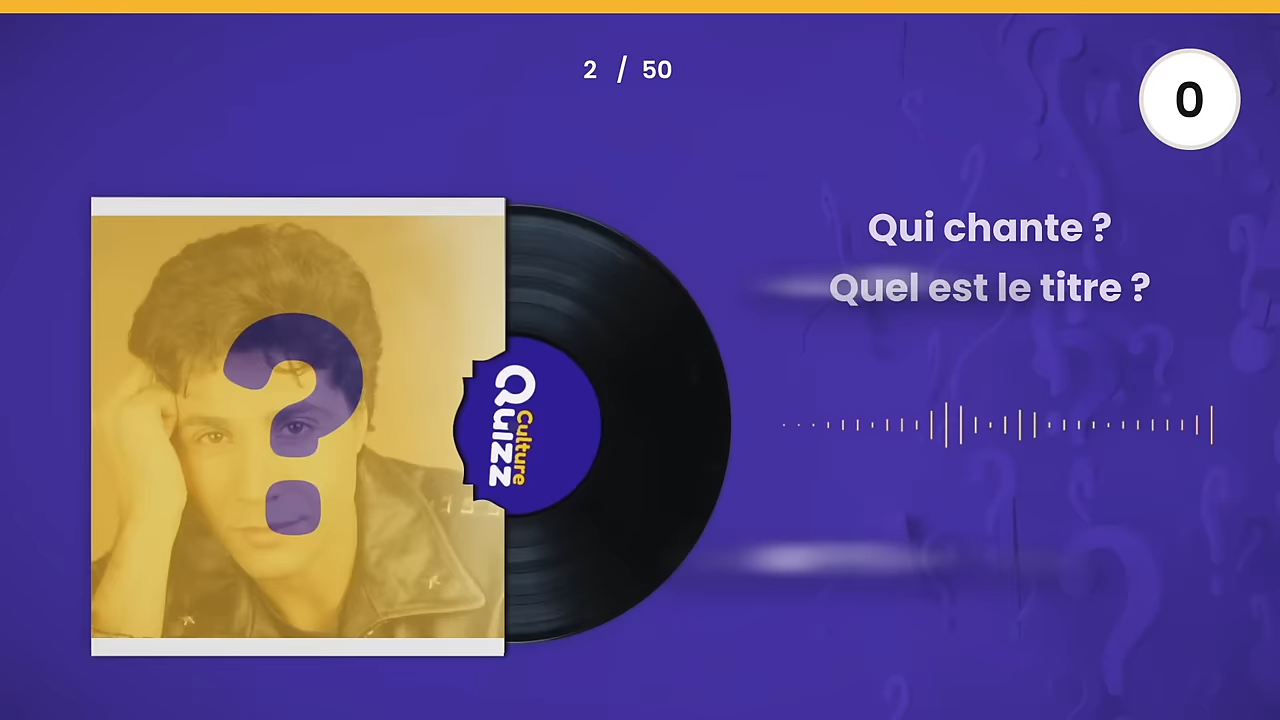 2 / 50
0
Qui chante ?
Quel est le titre ?
Culture
Quizz